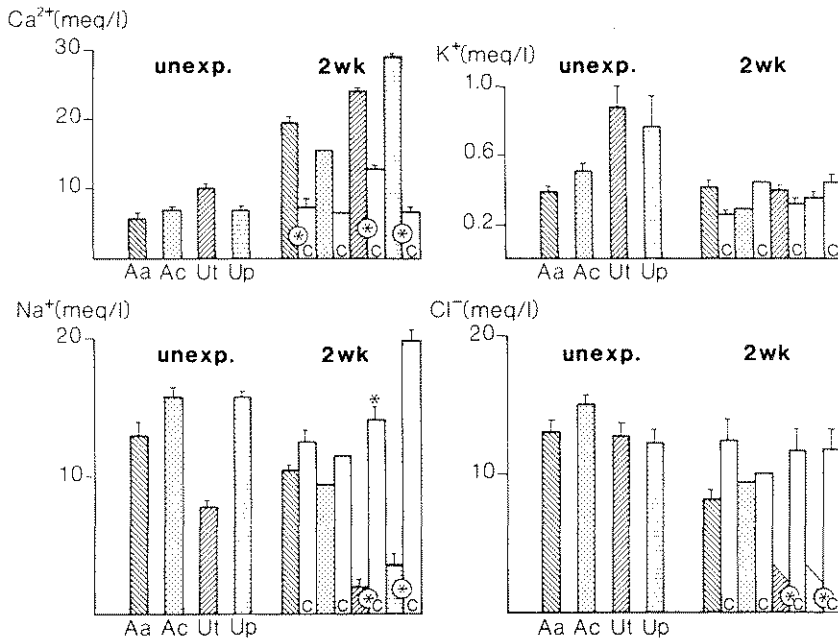 Ca²⁺(meq/l)
30
20
10
unexp.
2wk
* C C * C * C
Aa Ac Ut Up
K⁺(meq/l)
1.0
0.6
0.2
unexp.
2wk
C C C C
Aa Ac Ut Up
Na⁺(meq/l)
20
10
unexp.
2wk
*
C C * C * C
Aa Ac Ut Up
Cl⁻(meq/l)
20
10
unexp.
2wk
C C * C * C
Aa Ac Ut Up